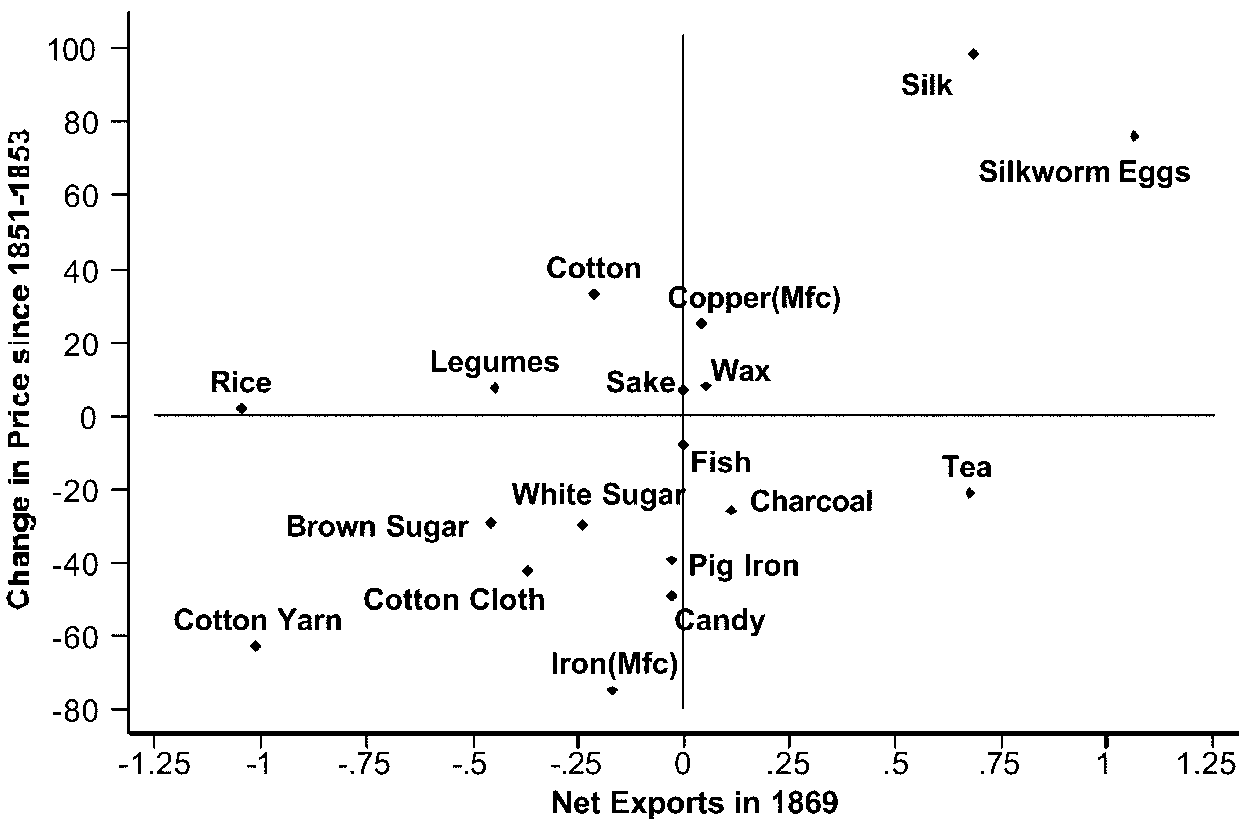 Change in Price since 1851-1853
100
80
60
40
20
0
-20
-40
-60
-80
Silk
Silkworm Eggs
Cotton
Copper(Mfc)
Legumes
Wax
Rice
Sake
Fish
Tea
White Sugar
Charcoal
Brown Sugar
Pig Iron
Cotton Cloth
Cotton Yarn
Candy
Iron(Mfc)
-1.25 -1 -.75 -.5 -.25 0 .25 .5 .75 1 1.25
Net Exports in 1869